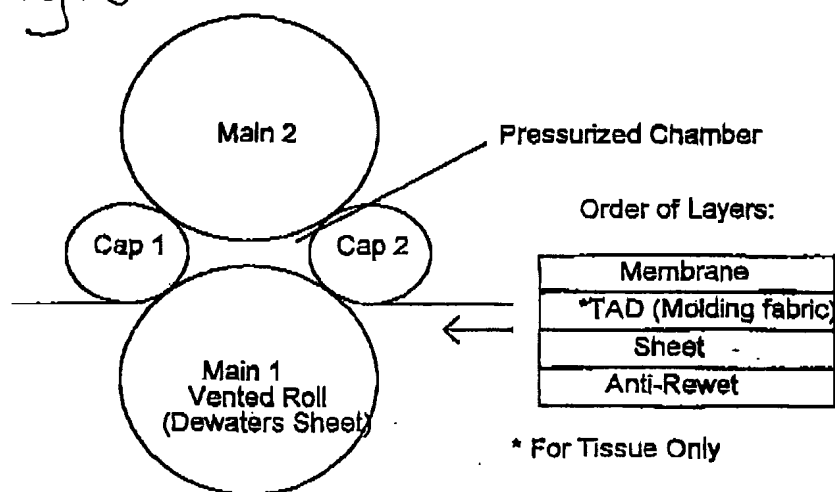 Main 2
Pressurized Chamber
Order of Layers:
Cap 1
Cap 2
Membrane
*TAD (Molding fabric)
Sheet
Anti-Rewet
Main 1
Vented Roll
(Dewaters Sheet)
* For Tissue Only